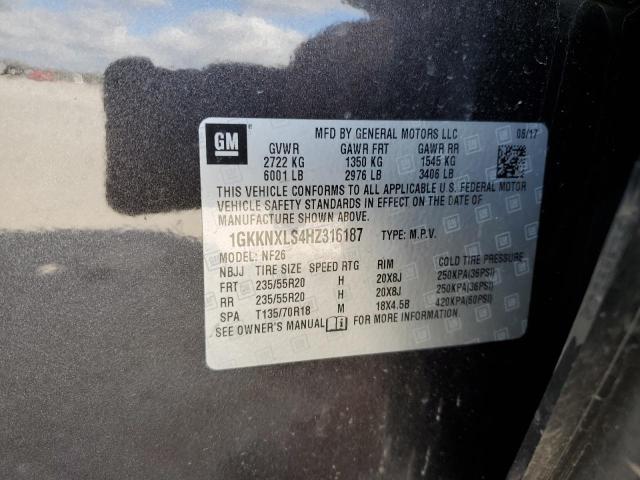 GM
MFD BY GENERAL MOTORS LLC 06/17
GVWR GAWR FRT GAWR RR
2722 KG 1350 KG 1545 KG
6001 LB 2976 LB 3406 LB
THIS VEHICLE CONFORMS TO ALL APPLICABLE U.S. FEDERAL MOTOR
VEHICLE SAFETY STANDARDS IN EFFECT ON THE DATE OF
MANUFACTURE SHOWN ABOVE.
1GKKNXLS4HZ316187 TYPE: M.P.V.
MODEL: NF26
NBJJ TIRE SIZE SPEED RTG RIM COLD TIRE PRESSURE
FRT 235/55R20 H 20X8J 250KPA(36PSI)
RR 235/55R20 H 20X8J 250KPA(36PSI)
SPA T135/70R18 M 18X4.5B 420KPA(60PSI)
SEE OWNER'S MANUAL FOR MORE INFORMATION.